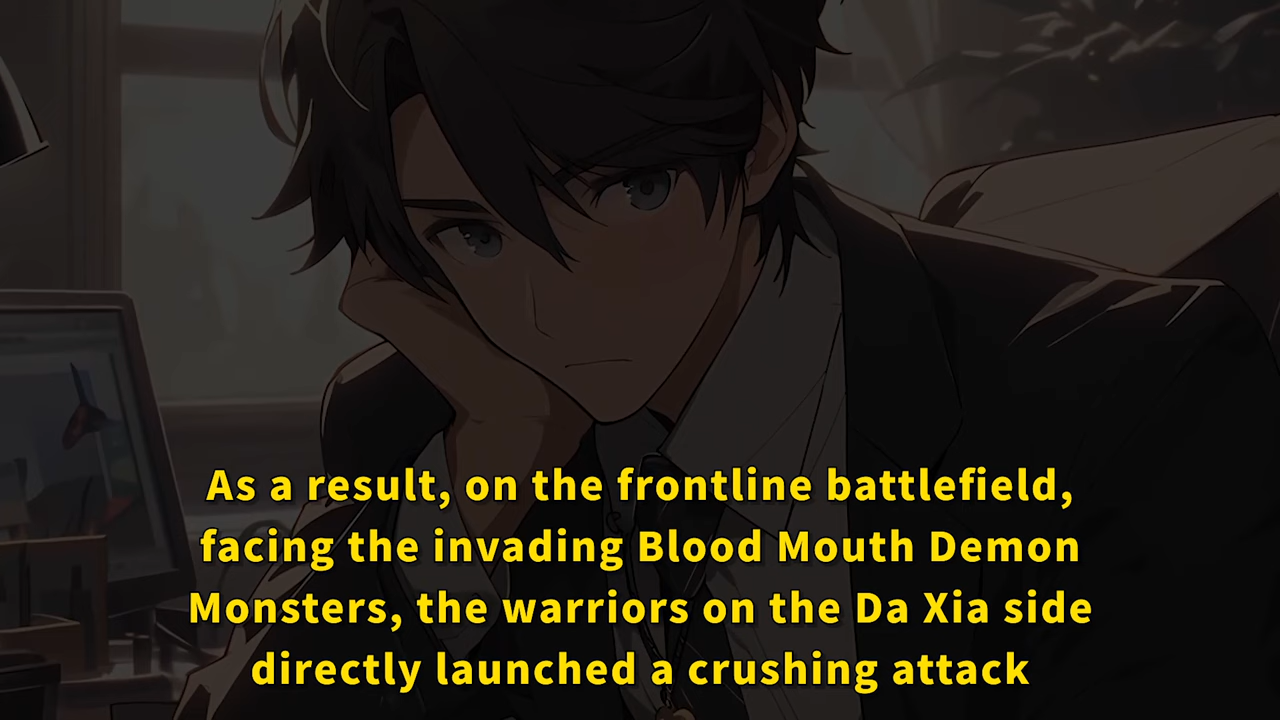 As a result, on the frontline battlefield,
facing the invading Blood Mouth Demon
Monsters, the warriors on the Da Xia side
directly launched a crushing attack